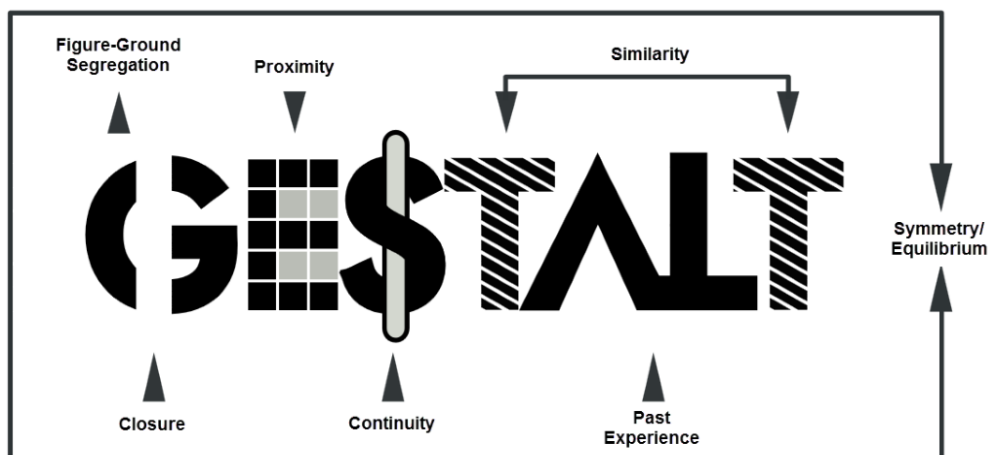 Figure-Ground
Segregation
Proximity
Similarity
GESTALT
Symmetry/
Equilibrium
Closure
Continuity
Past
Experience